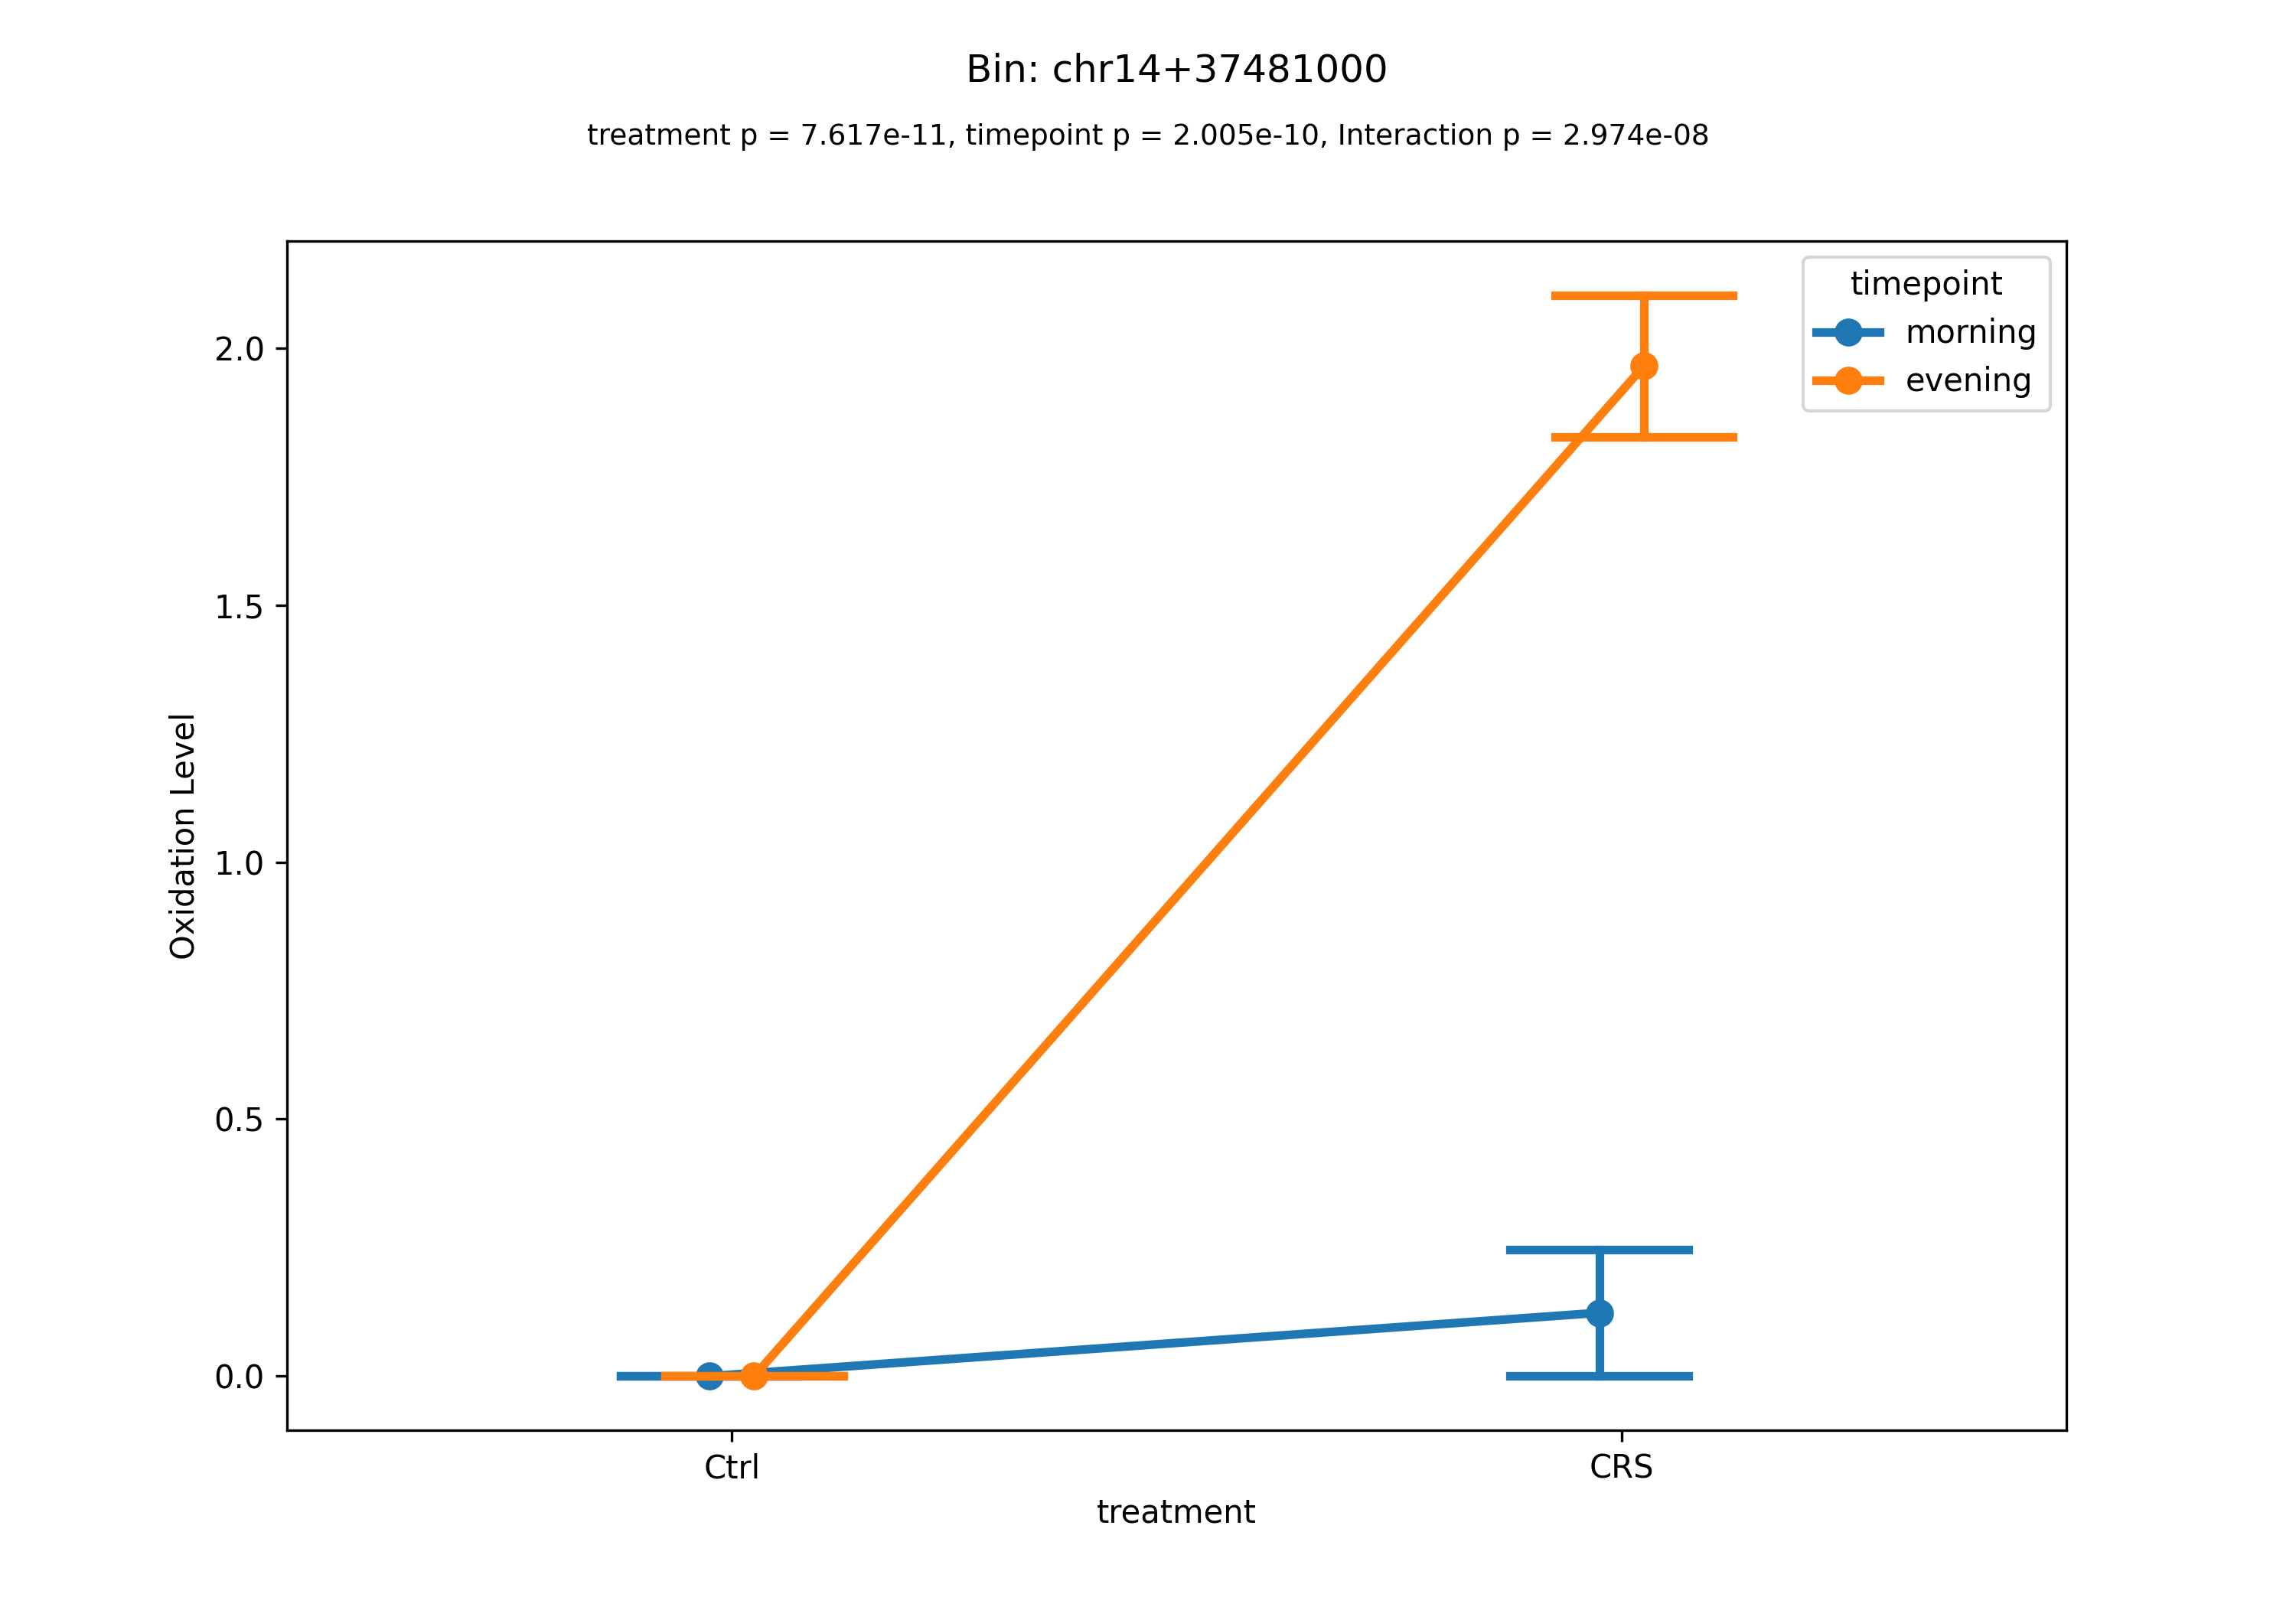 Bin: chr14+37481000
treatment p = 7.617e-11, timepoint p = 2.005e-10, Interaction p = 2.974e-08
timepoint
morning
evening
2.0
1.5
1.0
0.5
0.0
Oxidation Level
Ctrl
CRS
treatment